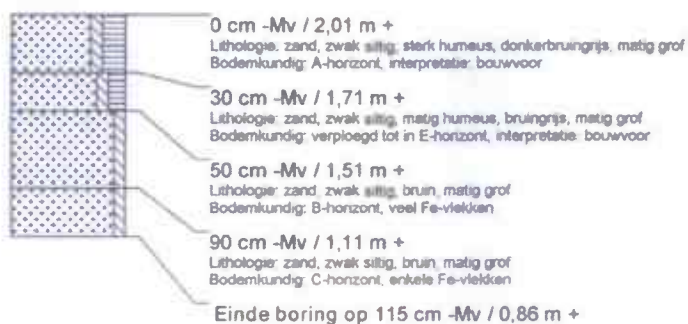 0 cm -Mv / 2,01 m +
Lithologie: zand, zwak siltig, sterk humeus, donkerbruingrijs, matig grof
Bodemkundig: A-horizont, interpretatie: bouwvoor
30 cm -Mv / 1,71 m +
Lithologie: zand, zwak siltig, matig humeus, bruingrijs, matig grof
Bodemkundig: verploegd tot in E-horizont, interpretatie: bouwvoor
50 cm -Mv / 1,51 m +
Lithologie: zand, zwak siltig, bruin, matig grof
Bodemkundig: B-horizont, veel Fe-vlekken
90 cm -Mv / 1,11 m +
Lithologie: zand, zwak siltig, bruin, matig grof
Bodemkundig: C-horizont, enkele Fe-vlekken
Einde boring op 115 cm -Mv / 0,86 m +